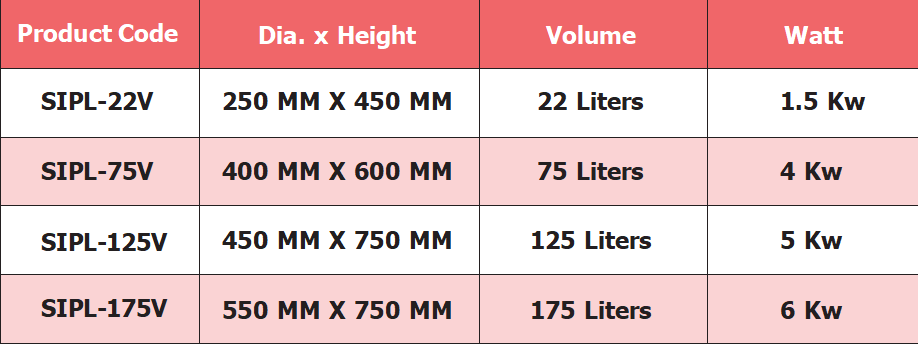 Product Code Dia. x Height Volume Watt
SIPL-22V 250 MM X 450 MM 22 Liters 1.5 Kw
SIPL-75V 400 MM X 600 MM 75 Liters 4 Kw
SIPL-125V 450 MM X 750 MM 125 Liters 5 Kw
SIPL-175V 550 MM X 750 MM 175 Liters 6 Kw